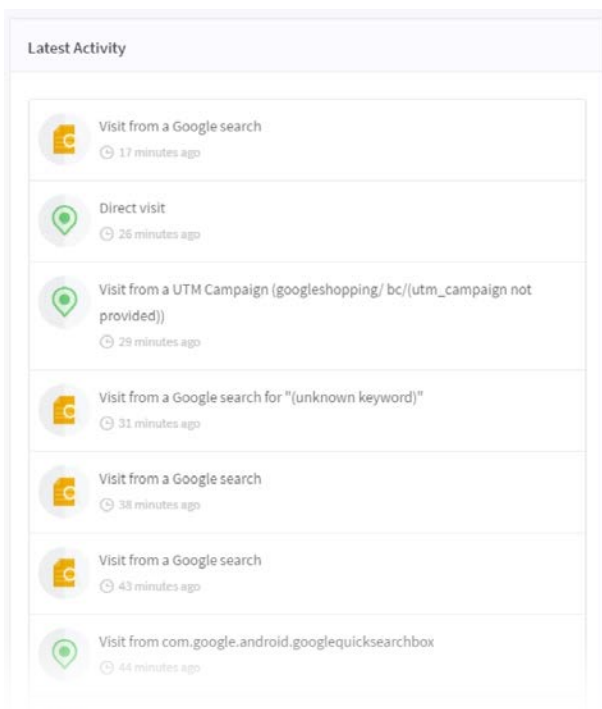 Latest Activity
Visit from a Google search
17 minutes ago
Direct visit
26 minutes ago
Visit from a UTM Campaign (googleshopping/ bc/(utm_campaign not
provided))
29 minutes ago
Visit from a Google search for "(unknown keyword)"
31 minutes ago
Visit from a Google search
38 minutes ago
Visit from a Google search
43 minutes ago
Visit from com.google.android.googlequicksearchbox
44 minutes ago